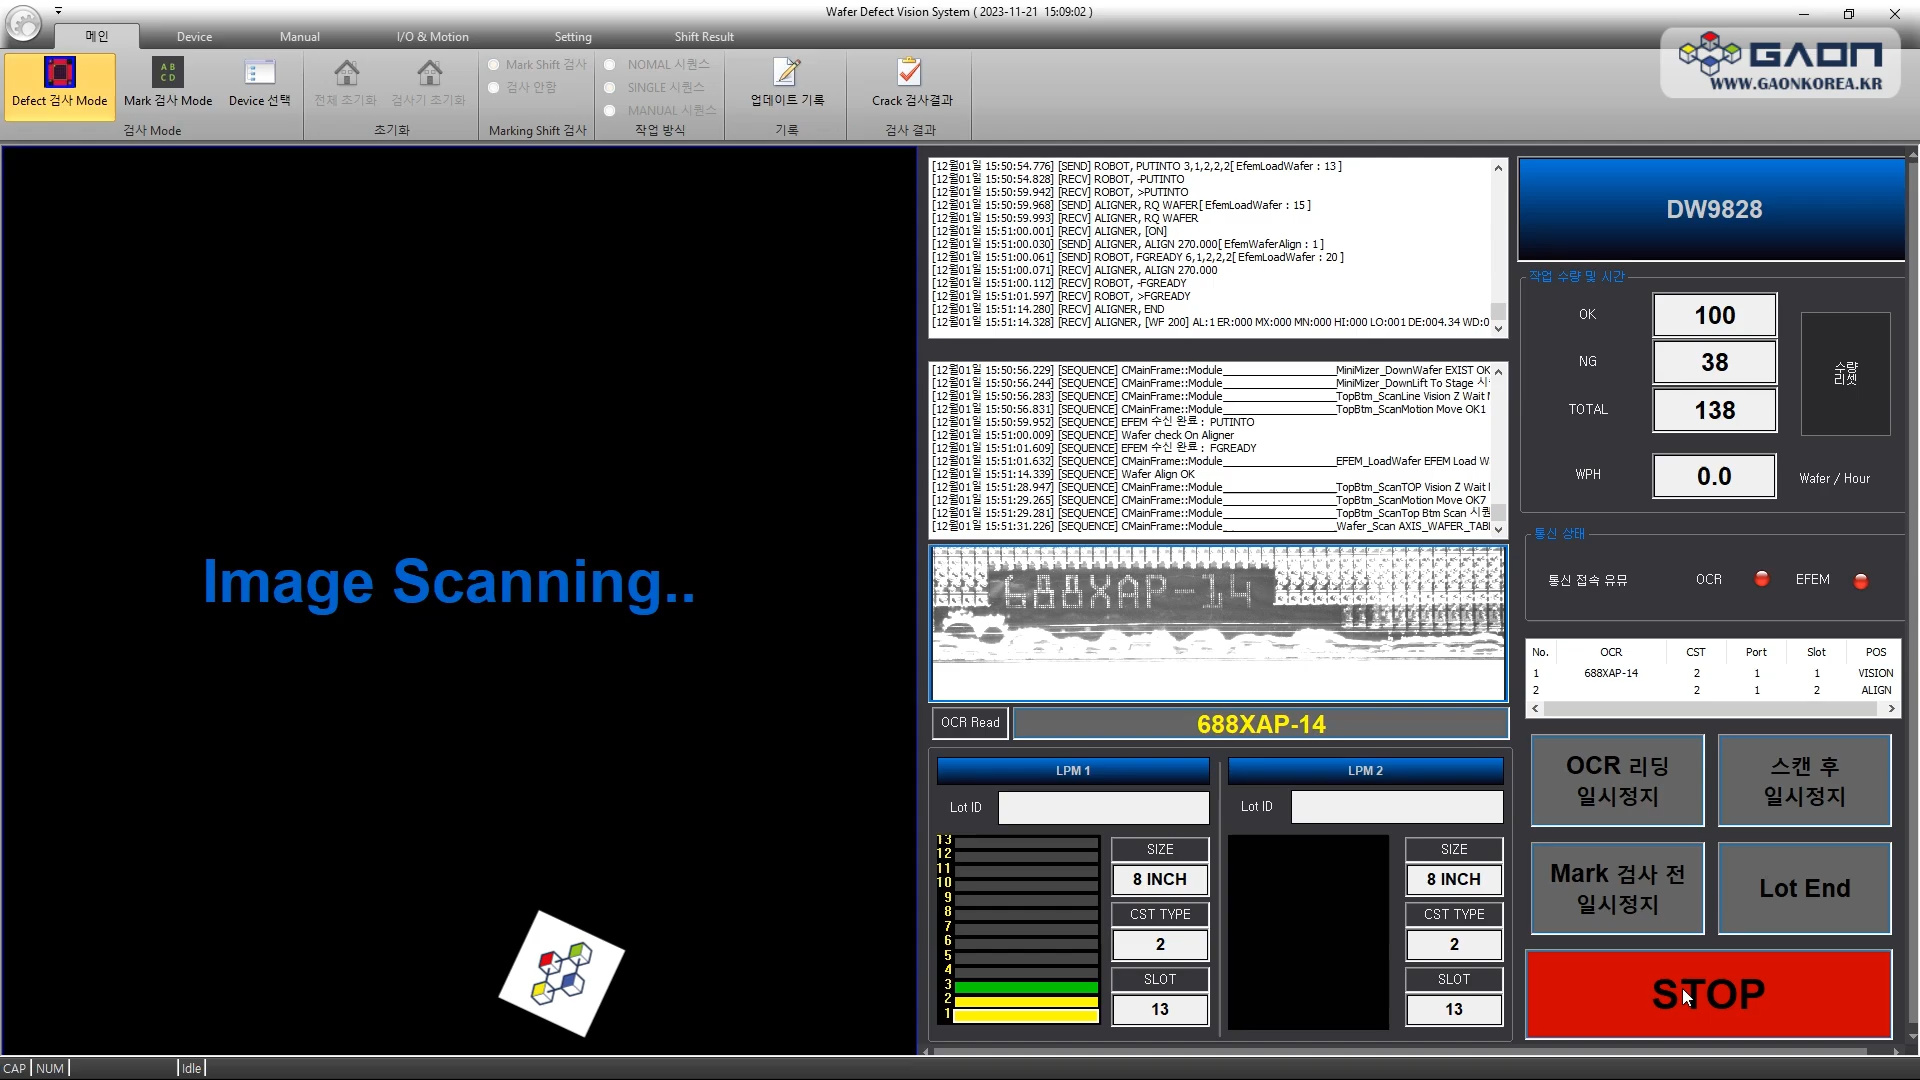 Wafer Defect Vision System ( 2023-11-21 15:09:02 )
메인
Device
Manual
I/O & Motion
Setting
Shift Result
GAON
WWW.GAONKOREA.KR
Defect 검사 Mode
Mark 검사 Mode
Device 선택
검사 Mode
전체 초기화
검사기 초기화
초기화
Mark Shift 검사
검사 안함
Marking Shift 검사
NOMAL 시퀀스
SINGLE 시퀀스
MANUAL 시퀀스
작업 방식
업데이트 기록
기록
Crack 검사결과
검사 결과
Image Scanning..
[12월01일 15:50:54.776] [SEND] ROBOT, PUTINTO 3,1,2,2,2[ EfemLoadWafer : 13 ]
[12월01일 15:50:54.828] [RECV] ROBOT, -PUTINTO
[12월01일 15:50:59.942] [RECV] ROBOT, >PUTINTO
[12월01일 15:50:59.968] [SEND] ALIGNER, RQ WAFER[ EfemLoadWafer : 15 ]
[12월01일 15:50:59.993] [RECV] ALIGNER, RQ WAFER
[12월01일 15:51:00.001] [RECV] ALIGNER, [ON]
[12월01일 15:51:00.030] [SEND] ALIGNER, ALIGN 270.000[ EfemWaferAlign : 1 ]
[12월01일 15:51:00.061] [SEND] ROBOT, FGREADY 6,1,2,2,2[ EfemLoadWafer : 20 ]
[12월01일 15:51:00.071] [RECV] ALIGNER, ALIGN 270.000
[12월01일 15:51:00.112] [RECV] ROBOT, -FGREADY
[12월01일 15:51:01.597] [RECV] ROBOT, >FGREADY
[12월01일 15:51:14.280] [RECV] ALIGNER, END
[12월01일 15:51:14.328] [RECV] ALIGNER, [WF 200] AL:1 ER:000 MX:000 MN:000 HI:000 LO:001 DE:004.34 WD:0
[12월01일 15:50:56.229] [SEQUENCE] CMainFrame::Module____________________MiniMizer_DownWafer EXIST OK
[12월01일 15:50:56.244] [SEQUENCE] CMainFrame::Module____________________MiniMizer_DownLift To Stage 시
[12월01일 15:50:56.283] [SEQUENCE] CMainFrame::Module____________________TopBtm_ScanLine Vision Z Wait
[12월01일 15:50:56.831] [SEQUENCE] CMainFrame::Module____________________TopBtm_ScanMotion Move OK1
[12월01일 15:50:59.952] [SEQUENCE] EFEM 수신 완료 : PUTINTO
[12월01일 15:51:00.009] [SEQUENCE] Wafer check On Aligner
[12월01일 15:51:01.609] [SEQUENCE] EFEM 수신 완료 : FGREADY
[12월01일 15:51:01.632] [SEQUENCE] CMainFrame::Module____________________EFEM_LoadWafer EFEM Load W
[12월01일 15:51:14.339] [SEQUENCE] Wafer Align OK
[12월01일 15:51:28.947] [SEQUENCE] CMainFrame::Module____________________TopBtm_ScanTOP Vision Z Wait
[12월01일 15:51:29.265] [SEQUENCE] CMainFrame::Module____________________TopBtm_ScanMotion Move OK7
[12월01일 15:51:29.281] [SEQUENCE] CMainFrame::Module____________________TopBtm_ScanTop Btm Scan 시퀀
[12월01일 15:51:31.226] [SEQUENCE] CMainFrame::Module____________________Wafer_Scan AXIS_WAFER_TAB
688XAP-14
OCR Read
688XAP-14
LPM 1
Lot ID
13
12
11
10
9
8
7
6
5
4
3
2
1
SIZE
8 INCH
CST TYPE
2
SLOT
13
LPM 2
Lot ID
SIZE
8 INCH
CST TYPE
2
SLOT
13
DW9828
작업 수량 및 시간
OK 100
NG 38
TOTAL 138
수량
리셋
WPH 0.0 Wafer / Hour
통신 상태
통신 접속 유뮤 OCR EFEM
No. OCR CST Port Slot POS
1 688XAP-14 2 1 1 VISION
2 2 1 2 ALIGN
OCR 리딩
일시정지
스캔 후
일시정지
Mark 검사 전
일시정지
Lot End
STOP
CAP NUM Idle